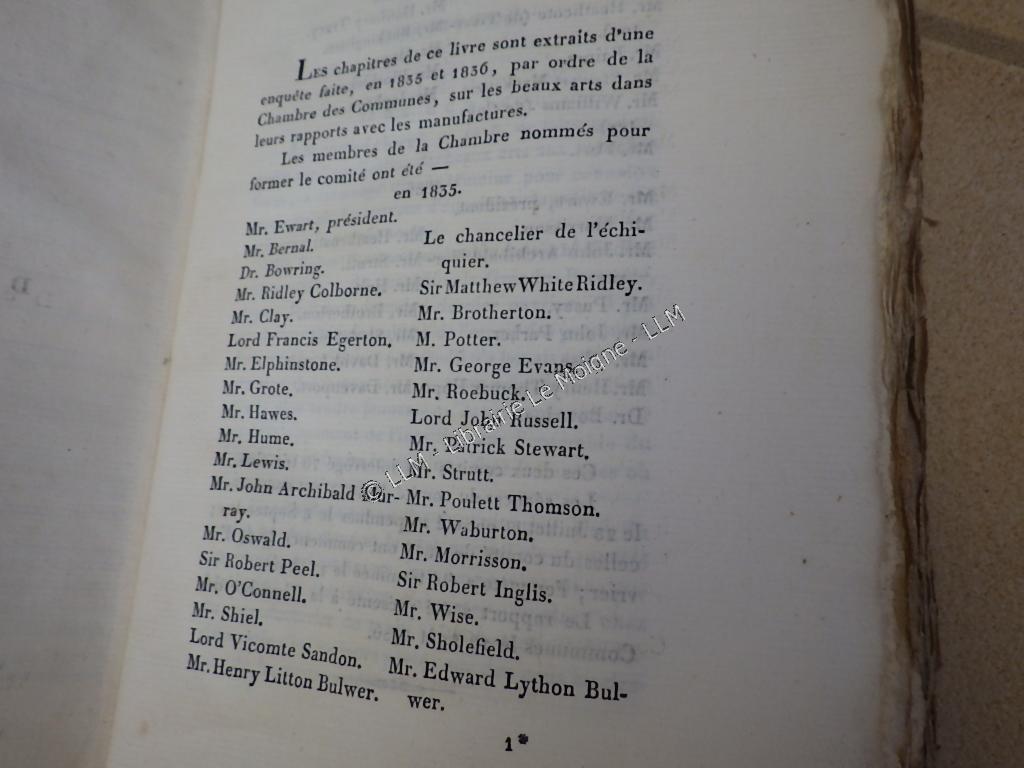 Les chapitres de ce livre sont extraits d'une
enquête faite, en 1835 et 1836, par ordre de la
Chambre des Communes, sur les beaux arts dans
leurs rapports avec les manufactures.
Les membres de la Chambre nommés pour
former le comité ont été —
en 1835.
Mr. Ewart, président.
Mr. Bernal.
Dr. Bowring.
Mr. Ridley Colborne.
Mr. Clay.
Lord Francis Egerton.
Mr. Elphinstone.
Mr. Grote.
Mr. Hawes.
Mr. Hume.
Mr. Lewis.
Mr. John Archibald Mur-
ray.
Mr. Oswald.
Sir Robert Peel.
Mr. O'Connell.
Mr. Shiel.
Lord Vicomte Sandon.
Mr. Henry Litton Bulwer.
Le chancelier de l'échi-
quier.
Sir Matthew White Ridley.
Mr. Brotherton.
M. Potter.
Mr. George Evans.
Mr. Roebuck.
Lord John Russell.
Mr. Patrick Stewart.
Mr. Strutt.
Mr. Poulett Thomson.
Mr. Waburton.
Mr. Morrisson.
Sir Robert Inglis.
Mr. Wise.
Mr. Sholefield.
Mr. Edward Lython Bul-
wer.
1*
© LLM - Librairie Le Moigne - LLM